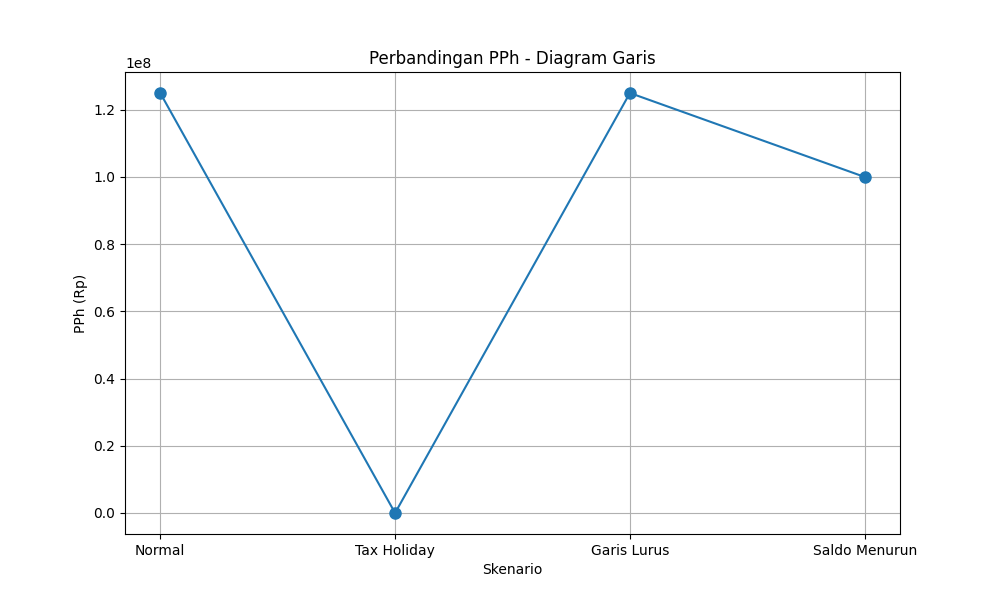 Perbandingan PPh - Diagram Garis
1e8
1.2
1.0
0.8
0.6
0.4
0.2
0.0
PPh (Rp)
Normal
Tax Holiday
Garis Lurus
Saldo Menurun
Skenario